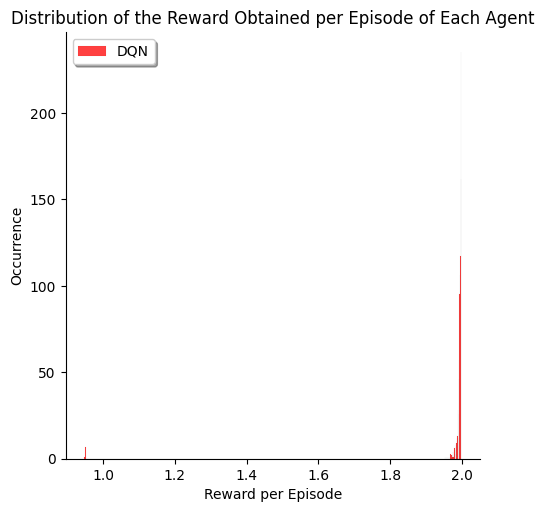 Distribution of the Reward Obtained per Episode of Each Agent
DQN
Occurrence
200
150
100
50
0
1.0 1.2 1.4 1.6 1.8 2.0
Reward per Episode